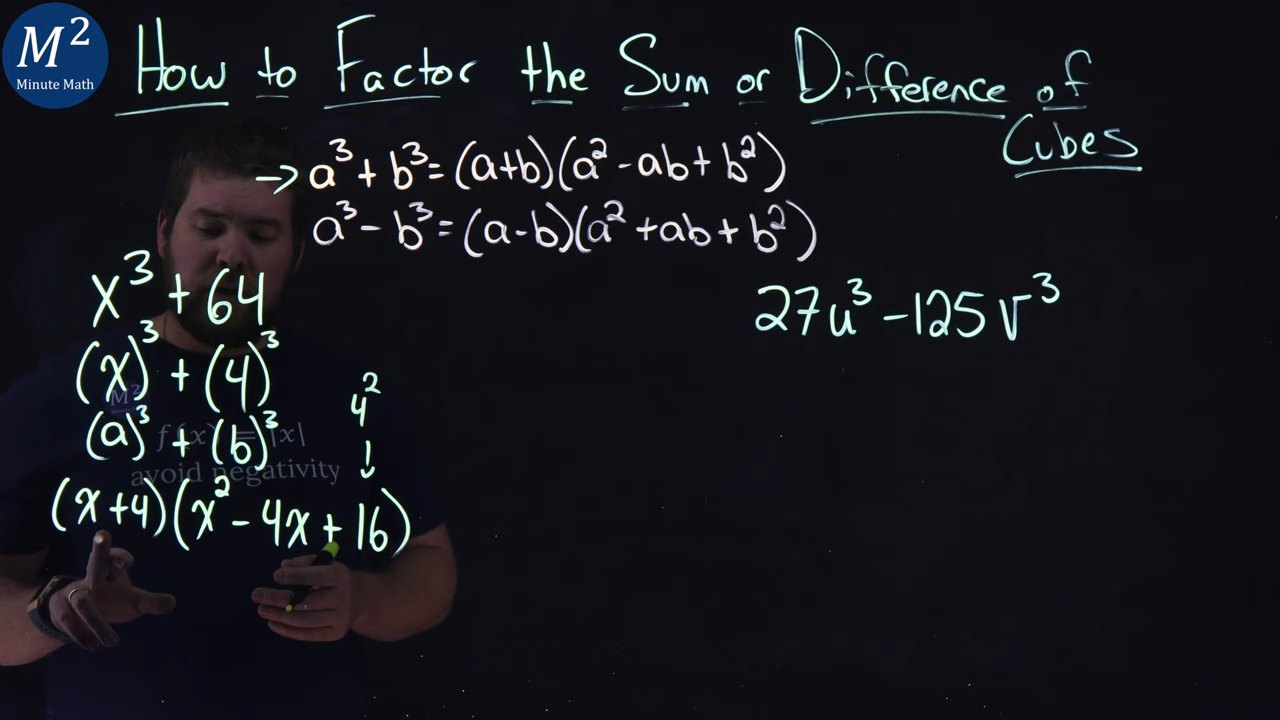 M²
Minute Math
How to Factor the Sum or Difference of
Cubes
→ a³ + b³ = (a+b)(a² - ab + b²)
a³ - b³ = (a-b)(a² + ab + b²)
x³ + 64
(x)³ + (4)³
(a)³ + (b)³
4²
↓
(x+4)(x² - 4x + 16)
27u³ - 125v³
M²
f(x) = |x|
avoid negativity